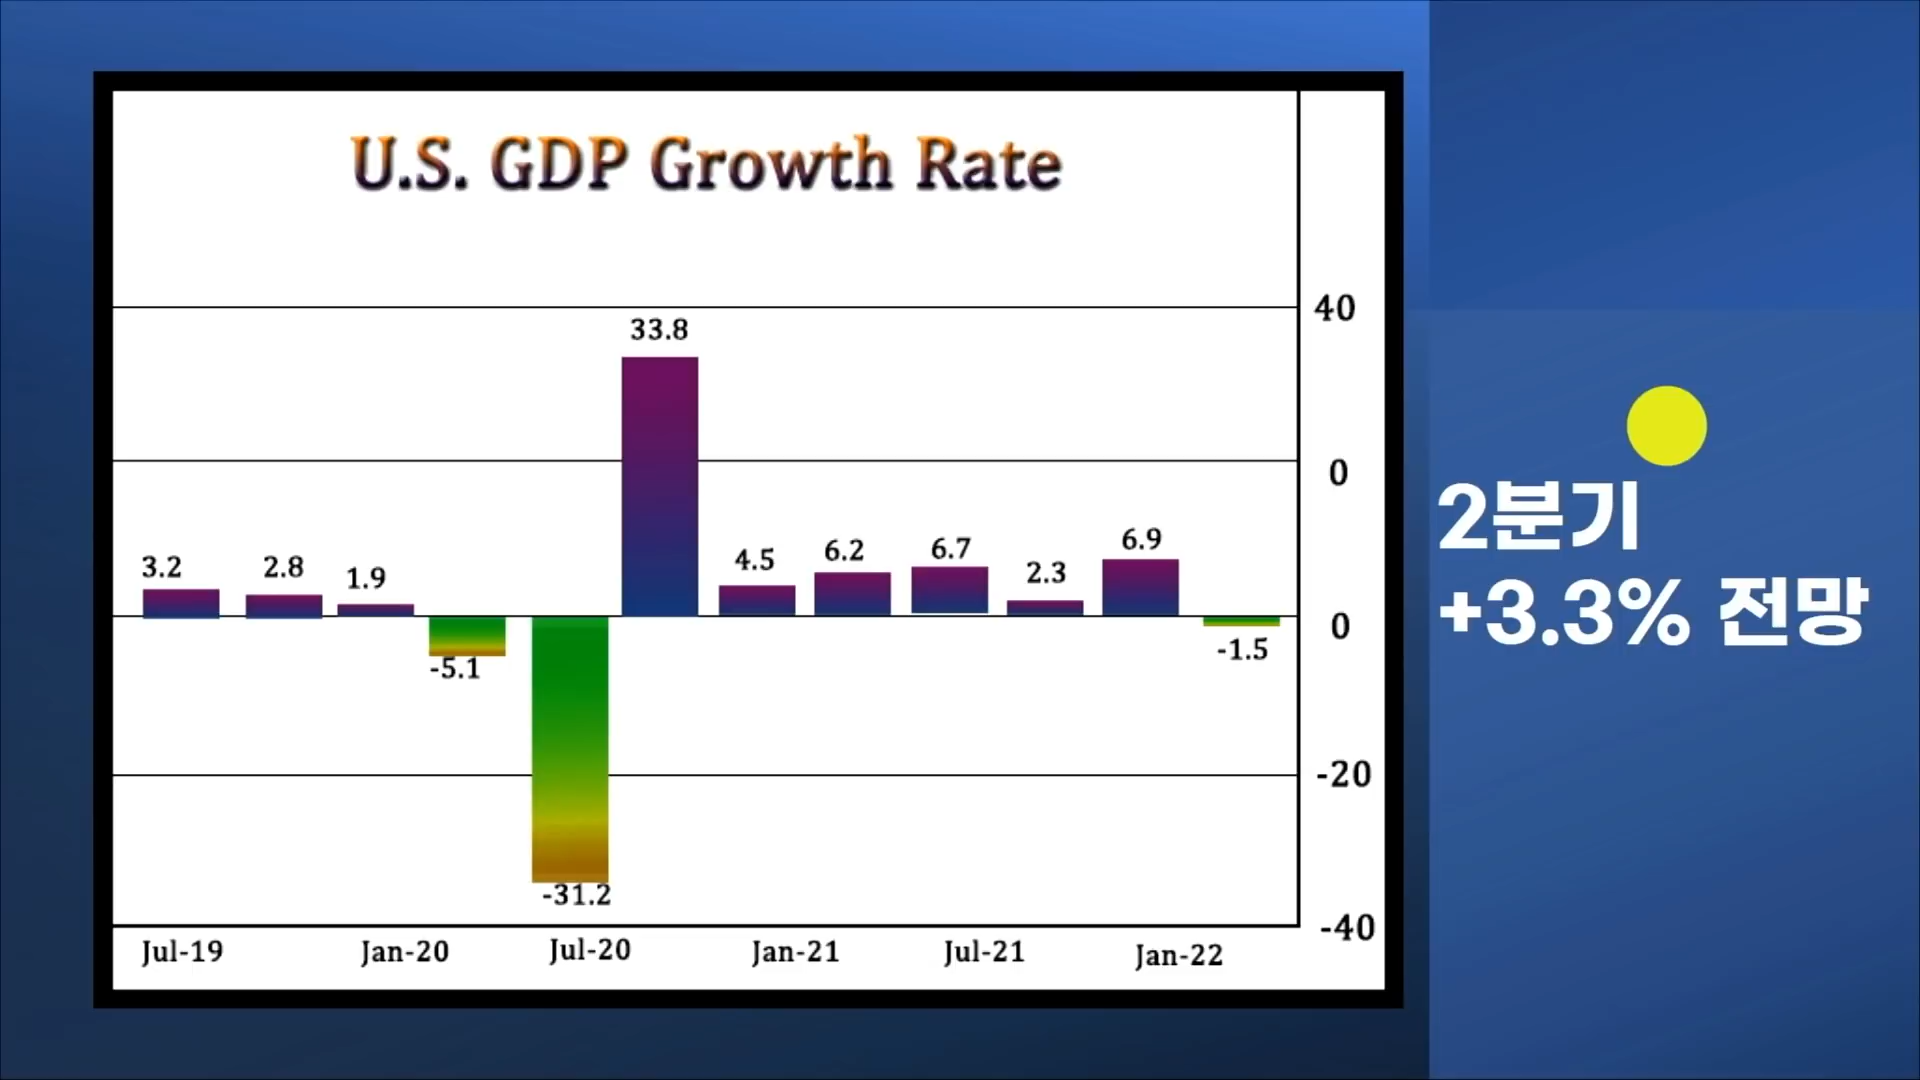 U.S. GDP Growth Rate
40
33.8
0
3.2
2.8
1.9
4.5
6.2
6.7
2.3
6.9
0
-5.1
-1.5
-20
-31.2
-40
Jul-19
Jan-20
Jul-20
Jan-21
Jul-21
Jan-22
2분기
+3.3% 전망